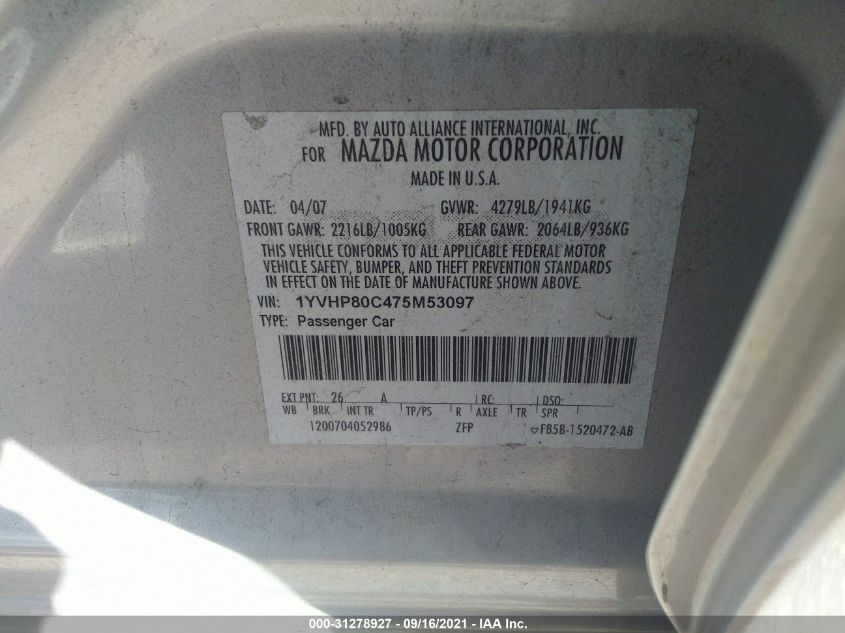 MFD. BY AUTO ALLIANCE INTERNATIONAL, INC.
FOR MAZDA MOTOR CORPORATION
MADE IN U.S.A.
DATE: 04/07 GVWR: 4279LB/1941KG
FRONT GAWR: 2216LB/1005KG REAR GAWR: 2064LB/936KG
THIS VEHICLE CONFORMS TO ALL APPLICABLE FEDERAL MOTOR
VEHICLE SAFETY, BUMPER, AND THEFT PREVENTION STANDARDS
IN EFFECT ON THE DATE OF MANUFACTURE SHOWN ABOVE.
VIN: 1YVHP80C475M53097
TYPE: Passenger Car
EXT PNT: 26 A RC: DSO:
WB BRK INT TR TP/PS R AXLE TR SPR
1200704052986 ZFP F85B-1520472-AB
000-31278927 - 09/16/2021 - IAA Inc.